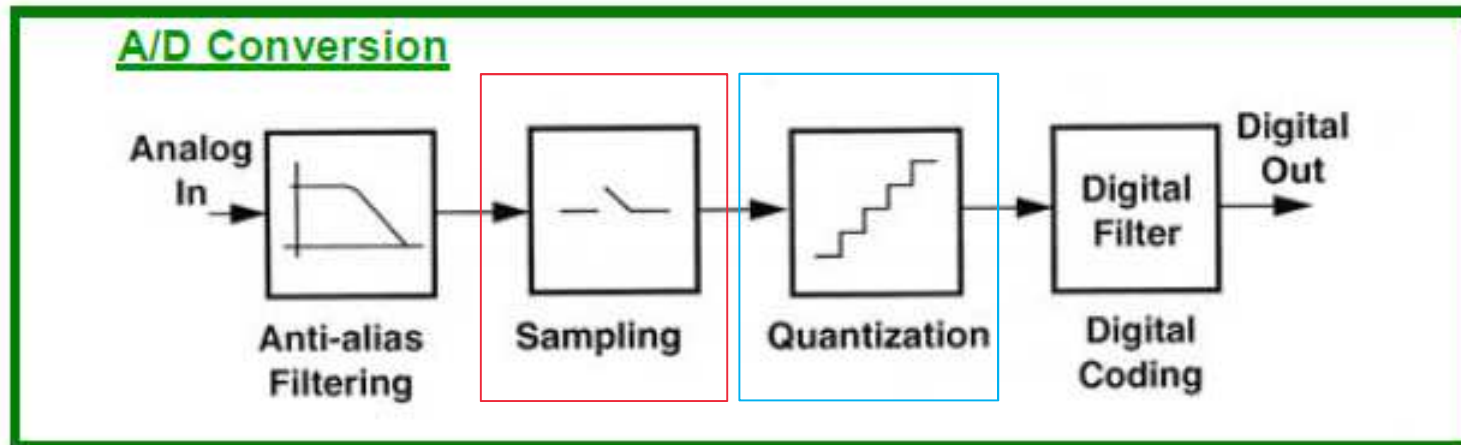 A/D Conversion
Analog
In
Anti-alias
Filtering
Sampling
Quantization
Digital
Filter
Digital
Coding
Digital
Out